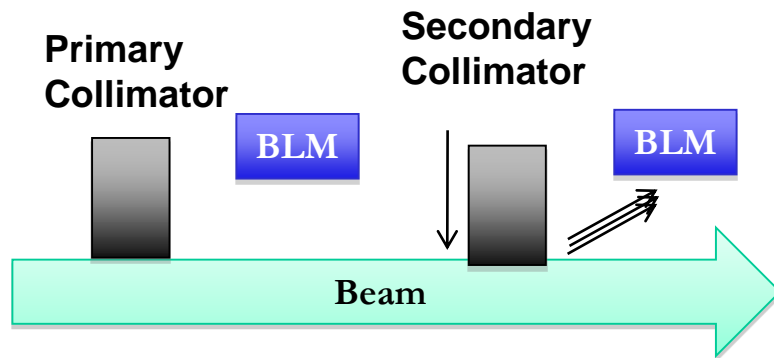 Primary
Collimator
Secondary
Collimator
BLM
BLM
Beam